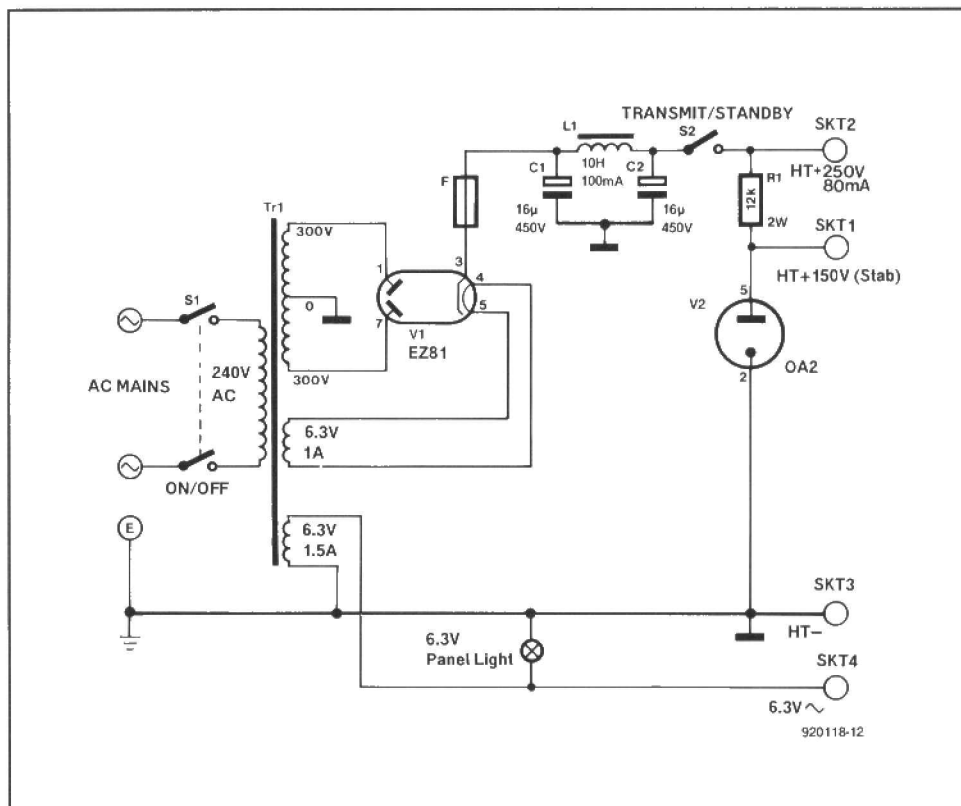 TRANSMIT/STANDBY
L1
S2
SKT2
HT+250V
80mA
10H
100mA
C1
C2
16µ
450V
16µ
450V
F
R1
12k
2W
SKT1
HT+150V (Stab)
Tr1
300V
0
300V
1
7
3
4
5
V1
EZ81
V2
5
2
OA2
S1
AC MAINS
240V
AC
ON/OFF
6.3V
1A
6.3V
1.5A
E
6.3V
Panel Light
SKT3
HT–
SKT4
6.3V ~
920118-12